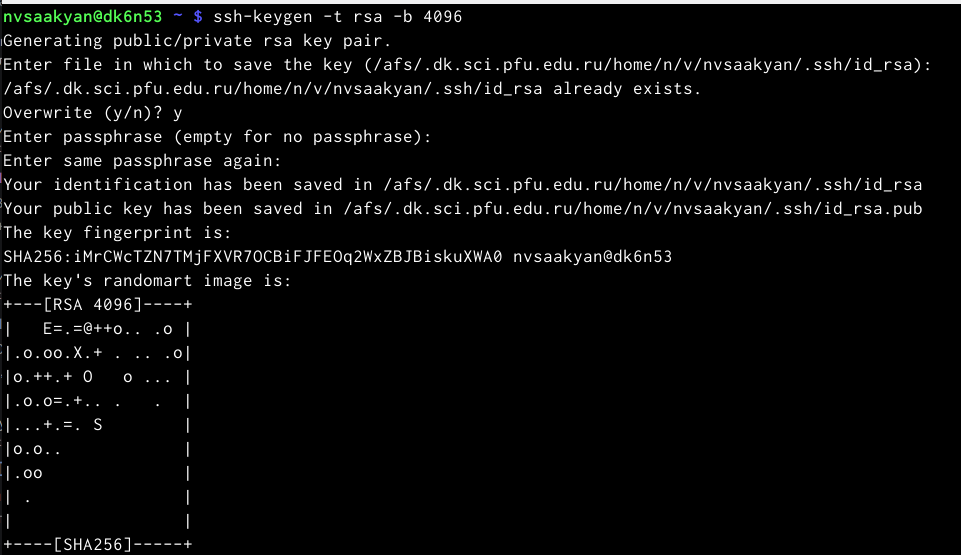 nvsaakyan@dk6n53 ~ $ ssh-keygen -t rsa -b 4096
Generating public/private rsa key pair.
Enter file in which to save the key (/afs/.dk.sci.pfu.edu.ru/home/n/v/nvsaakyan/.ssh/id_rsa):
/afs/.dk.sci.pfu.edu.ru/home/n/v/nvsaakyan/.ssh/id_rsa already exists.
Overwrite (y/n)? y
Enter passphrase (empty for no passphrase):
Enter same passphrase again:
Your identification has been saved in /afs/.dk.sci.pfu.edu.ru/home/n/v/nvsaakyan/.ssh/id_rsa
Your public key has been saved in /afs/.dk.sci.pfu.edu.ru/home/n/v/nvsaakyan/.ssh/id_rsa.pub
The key fingerprint is:
SHA256:iMrCWcTZN7TMjFXVR7OCBiFJFEOq2WxZBJBiskuXWA0 nvsaakyan@dk6n53
The key's randomart image is:
+---[RSA 4096]----+
|   E=.=@++o.. .o |
|.o.oo.X.+ . .. .o|
|o.++.+ O   o ... |
|.o.o=.+.. .   .  |
|...+.=. S        |
|o.o..            |
|.oo              |
| .               |
|                 |
+----[SHA256]-----+